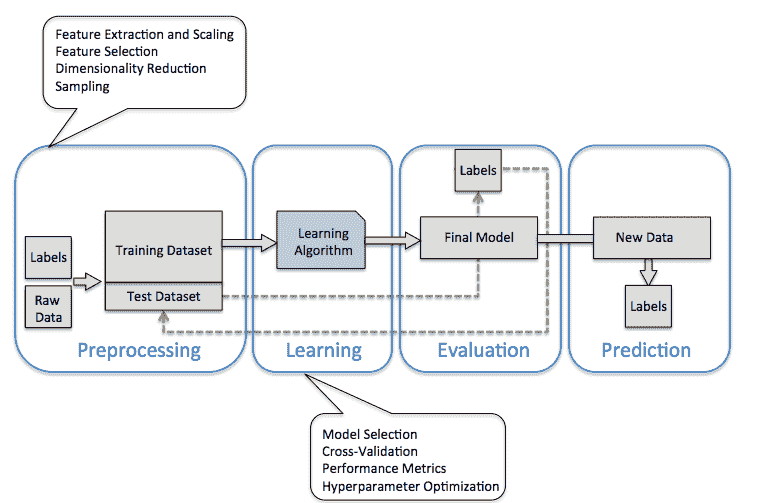 Feature Extraction and Scaling
Feature Selection
Dimensionality Reduction
Sampling
Labels
Raw
Data
Training Dataset
Test Dataset
Preprocessing
Learning
Algorithm
Learning
Labels
Final Model
Evaluation
New Data
Labels
Prediction
Model Selection
Cross-Validation
Performance Metrics
Hyperparameter Optimization